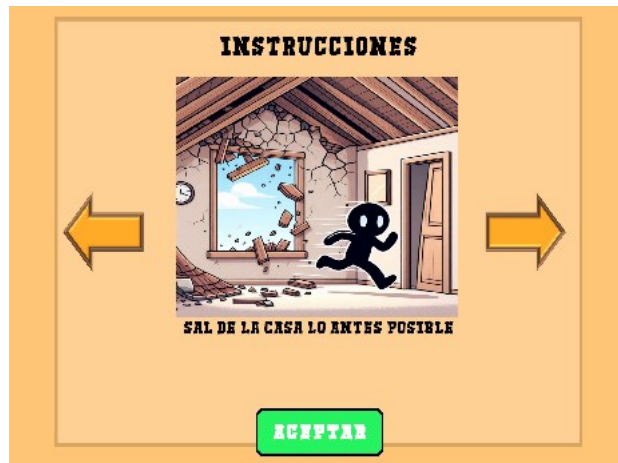 INSTRUCCIONES
SAL DE LA CASA LO ANTES POSIBLE
ACEPTAR